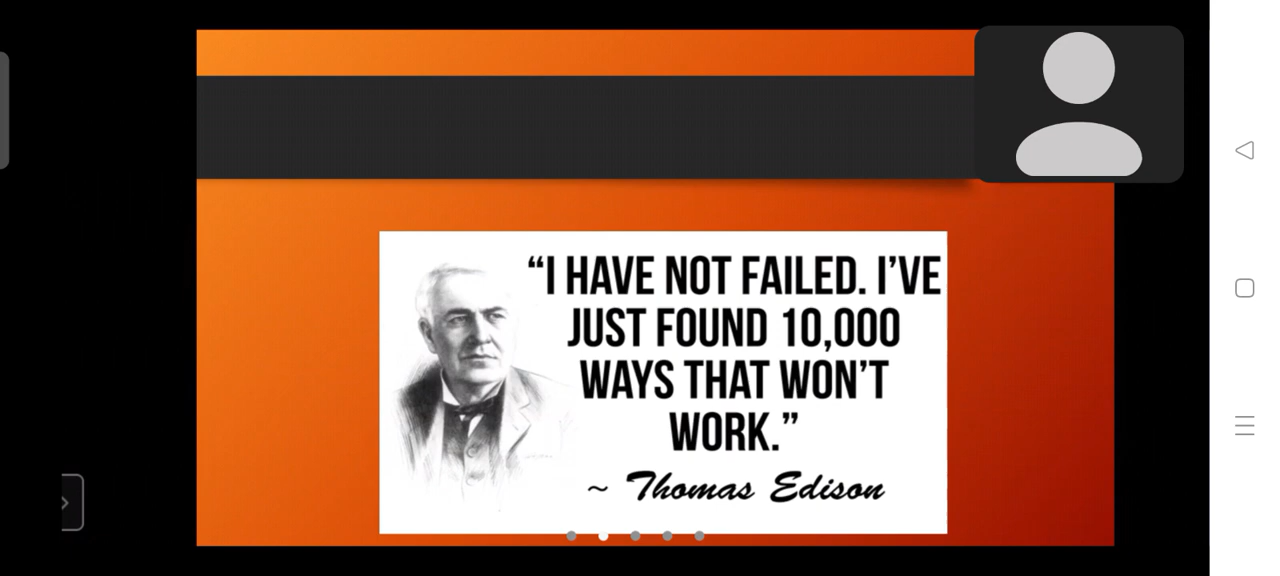 “I HAVE NOT FAILED. I’VE
JUST FOUND 10,000
WAYS THAT WON’T
WORK.”
~ Thomas Edison